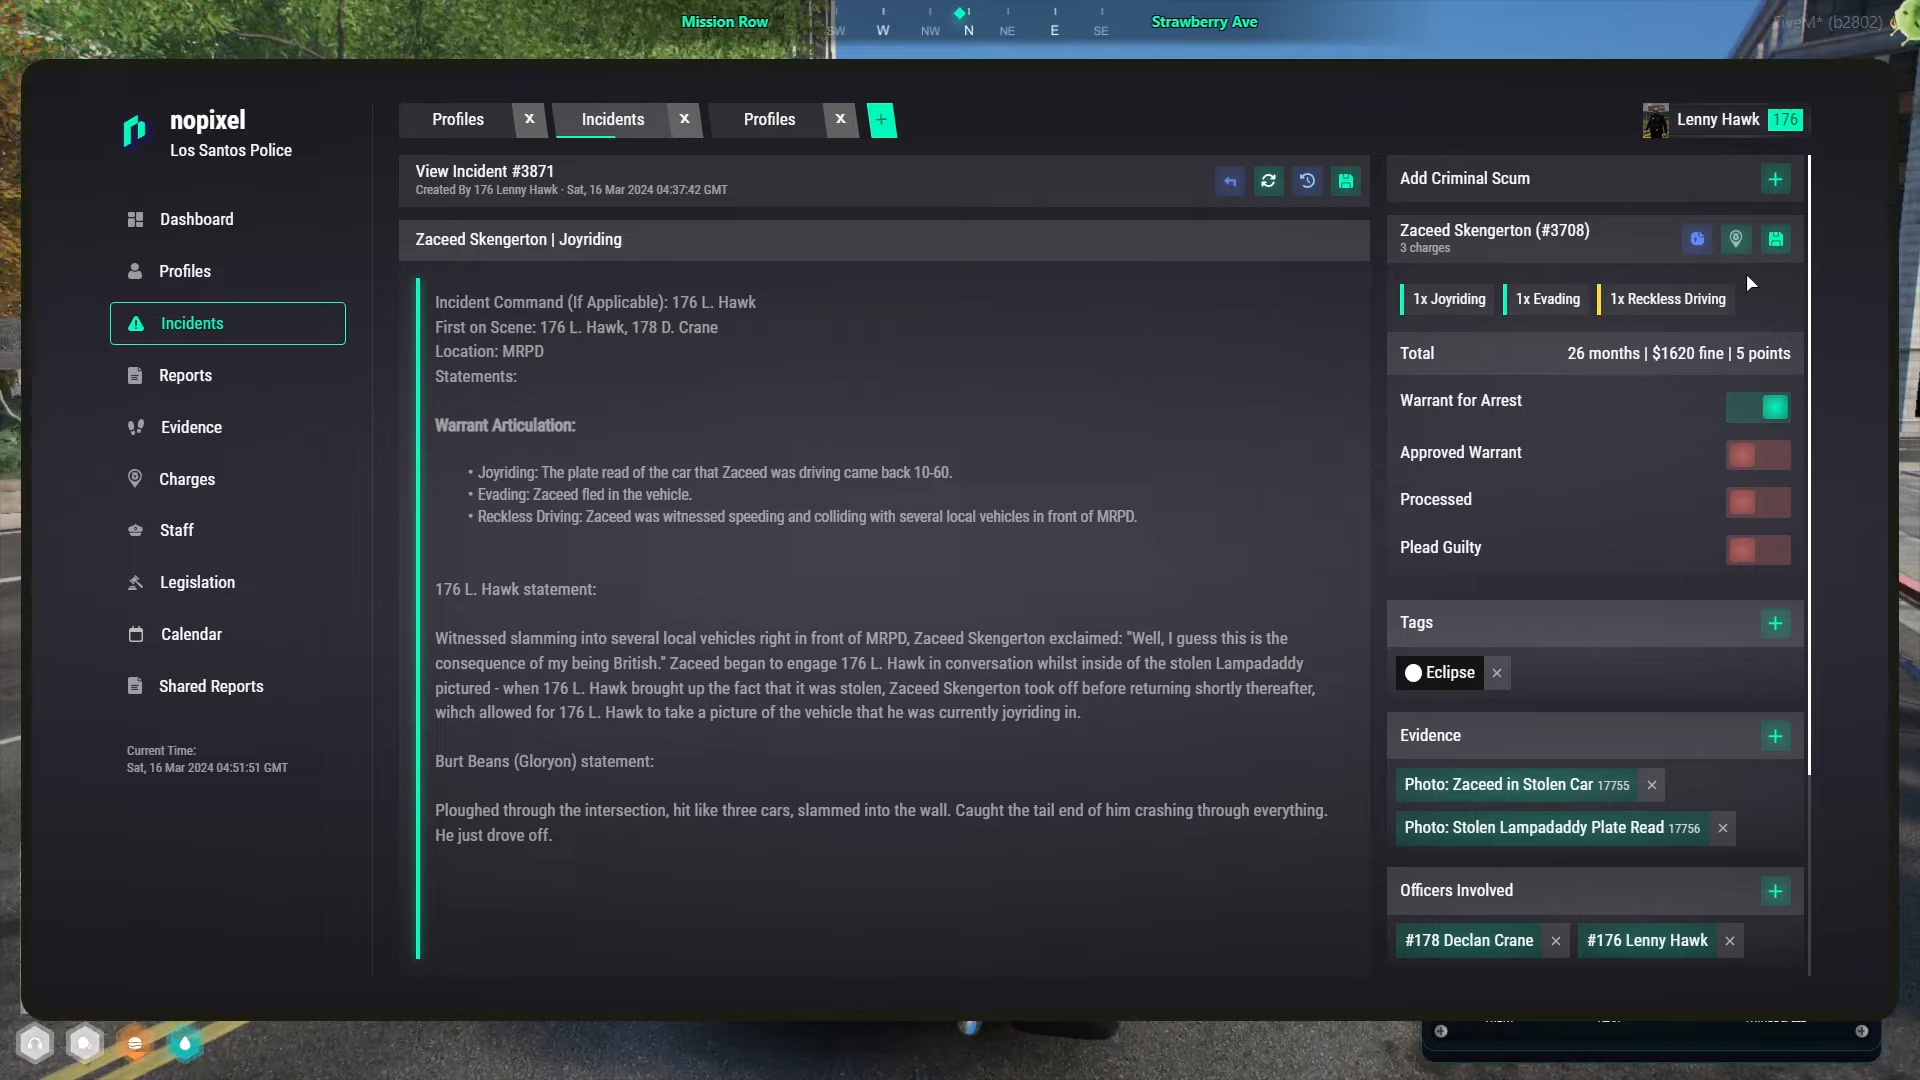 Mission Row
SW W NW N NE E SE
Strawberry Ave
FiveM* (b2802)
nopixel
Los Santos Police
Profiles x Incidents x Profiles x +
Lenny Hawk 176
Dashboard
Profiles
Incidents
Reports
Evidence
Charges
Staff
Legislation
Calendar
Shared Reports
Current Time:
Sat, 16 Mar 2024 04:51:51 GMT
View Incident #3871
Created By 176 Lenny Hawk · Sat, 16 Mar 2024 04:37:42 GMT
Zaceed Skengerton | Joyriding
Incident Command (If Applicable): 176 L. Hawk
First on Scene: 176 L. Hawk, 178 D. Crane
Location: MRPD
Statements:
Warrant Articulation:
• Joyriding: The plate read of the car that Zaceed was driving came back 10-60.
• Evading: Zaceed fled in the vehicle.
• Reckless Driving: Zaceed was witnessed speeding and colliding with several local vehicles in front of MRPD.
176 L. Hawk statement:
Witnessed slamming into several local vehicles right in front of MRPD, Zaceed Skengerton exclaimed: "Well, I guess this is the
consequence of my being British." Zaceed began to engage 176 L. Hawk in conversation whilst inside of the stolen Lampadaddy
pictured - when 176 L. Hawk brought up the fact that it was stolen, Zaceed Skengerton took off before returning shortly thereafter,
wihch allowed for 176 L. Hawk to take a picture of the vehicle that he was currently joyriding in.
Burt Beans (Gloryon) statement:
Ploughed through the intersection, hit like three cars, slammed into the wall. Caught the tail end of him crashing through everything.
He just drove off.
Add Criminal Scum +
Zaceed Skengerton (#3708)
3 charges
1x Joyriding 1x Evading 1x Reckless Driving
Total 26 months | $1620 fine | 5 points
Warrant for Arrest
Approved Warrant
Processed
Plead Guilty
Tags +
Eclipse ×
Evidence +
Photo: Zaceed in Stolen Car 17755 ×
Photo: Stolen Lampadaddy Plate Read 17756 ×
Officers Involved +
#178 Declan Crane × #176 Lenny Hawk ×